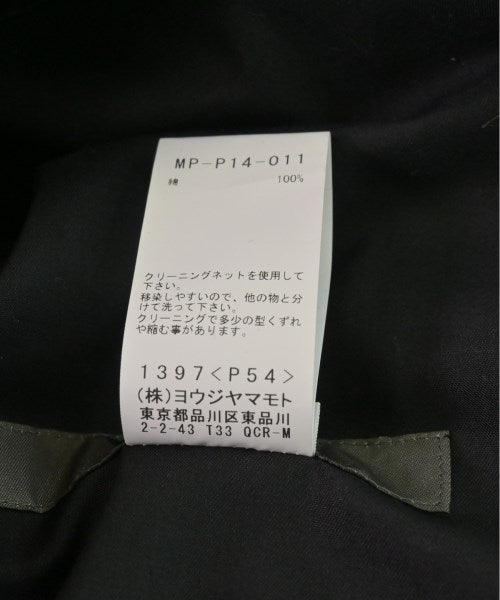 MP-P14-011
綿 100%
クリーニングネットを使用して
下さい。
移染しやすいので、他の物と分
けて洗って下さい。
クリーニングで多少の型くずれ
や縮む事があります。
1397<P54>
(株)ヨウジヤマモト
東京都品川区東品川
2-2-43 T33 QCR-M